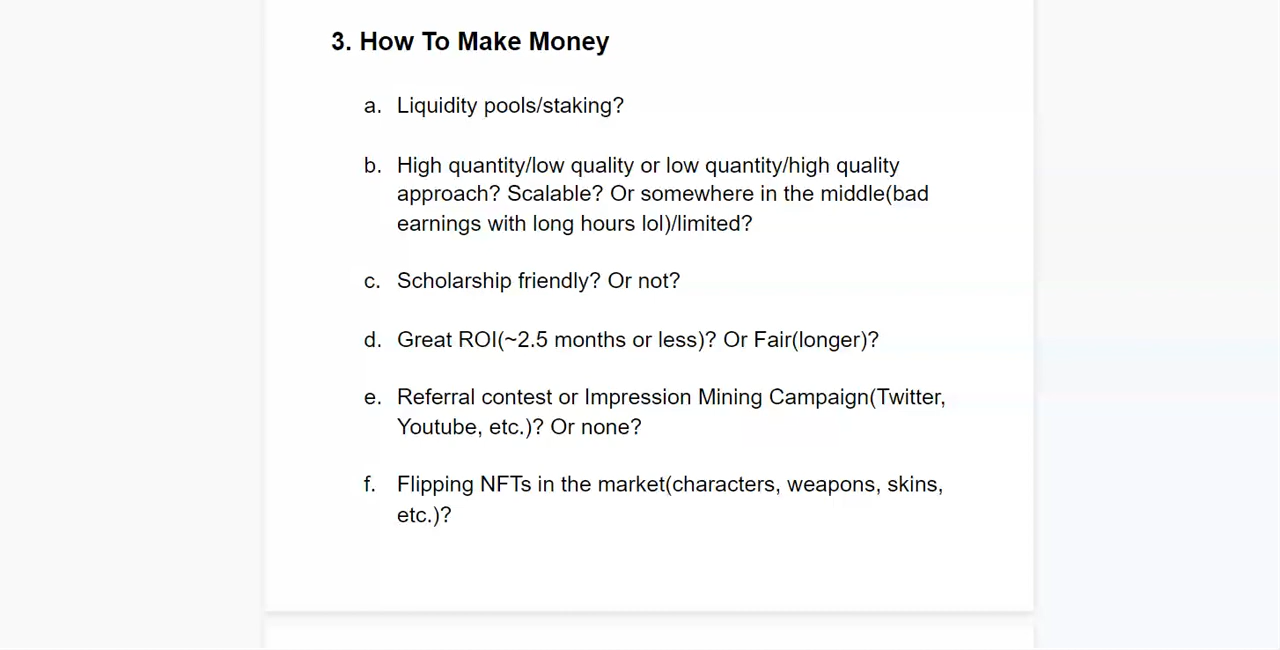 3. How To Make Money
a. Liquidity pools/staking?
b. High quantity/low quality or low quantity/high quality
approach? Scalable? Or somewhere in the middle(bad
earnings with long hours lol)/limited?
c. Scholarship friendly? Or not?
d. Great ROI(~2.5 months or less)? Or Fair(longer)?
e. Referral contest or Impression Mining Campaign(Twitter,
Youtube, etc.)? Or none?
f. Flipping NFTs in the market(characters, weapons, skins,
etc.)?